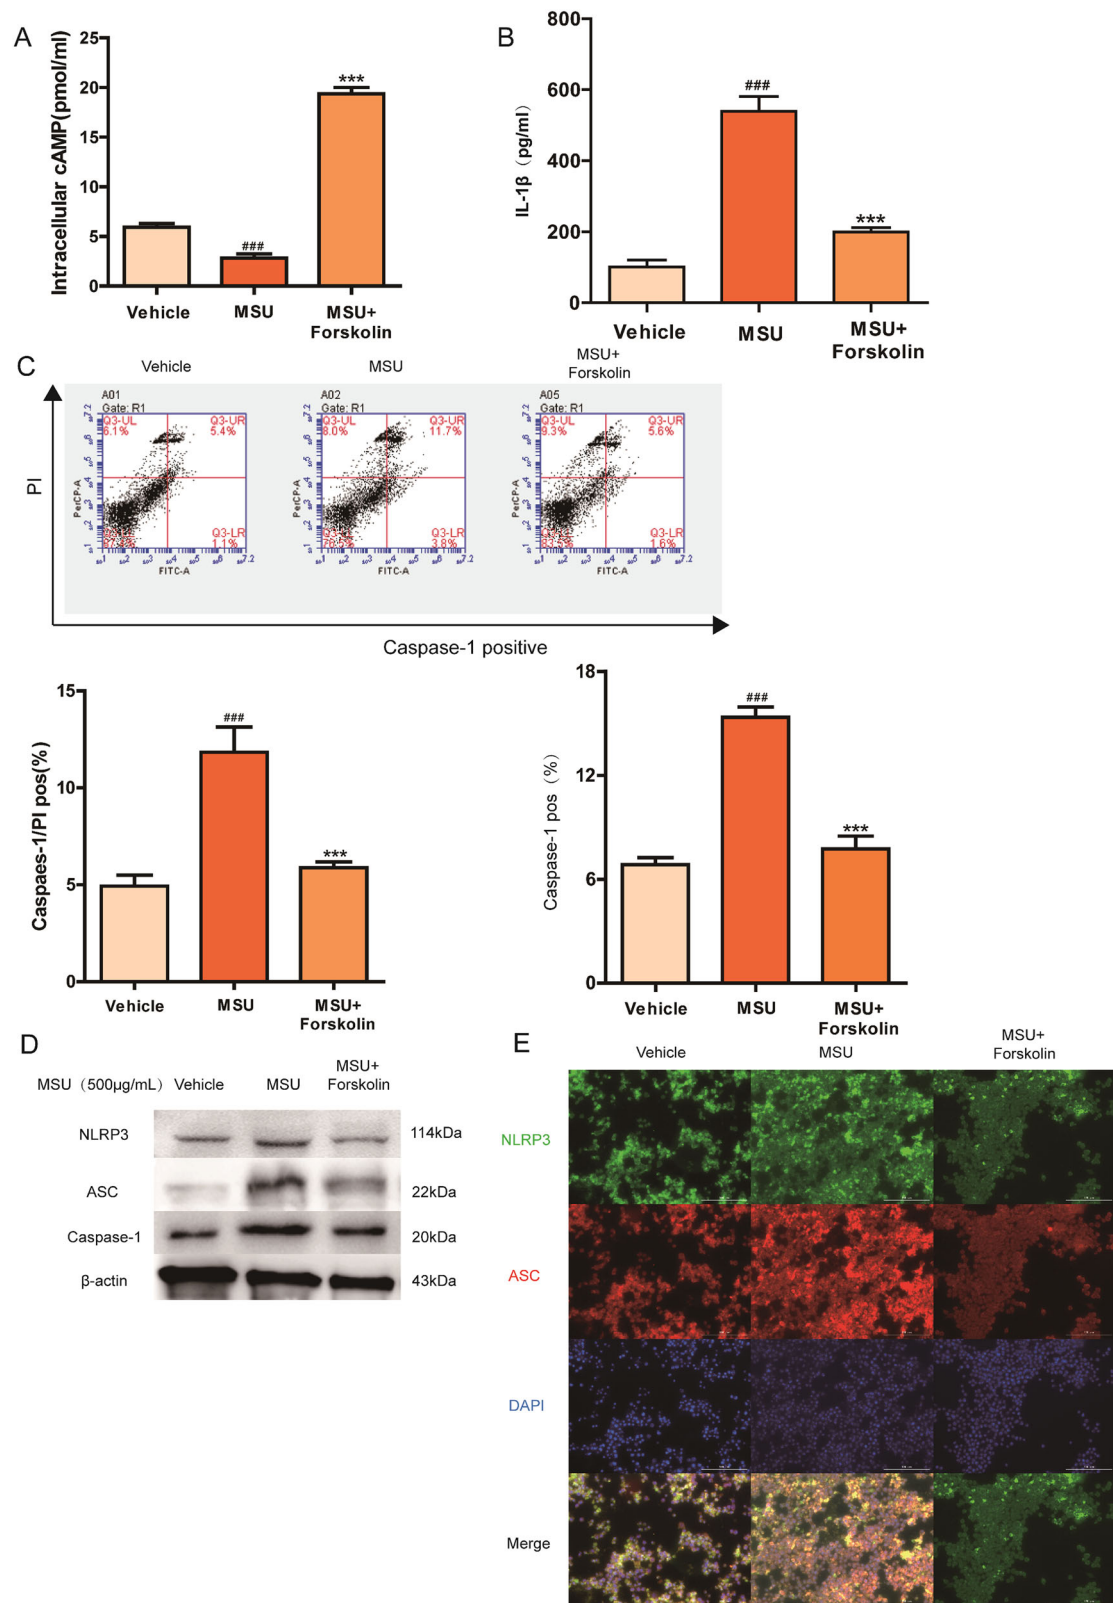 A
Intracellular cAMP(pmol/ml)
25
20
15
10
5
0
###
***
Vehicle
MSU
MSU+
Forskolin
B
IL-1β（pg/ml）
800
600
400
200
0
###
***
Vehicle
MSU
MSU+
Forskolin
C
Vehicle
MSU
MSU+
Forskolin
PI
A01
Gate: R1
Q3-UL
6.1%
Q3-UR
5.4%
Q3-LR
1.1%
PerCP-A
FITC-A
A02
Gate: R1
Q3-UL
8.0%
Q3-UR
11.7%
Q3-LR
3.8%
PerCP-A
FITC-A
A05
Gate: R1
Q3-UL
9.3%
Q3-UR
5.6%
Q3-LR
1.6%
PerCP-A
FITC-A
Caspase-1 positive
Caspaes-1/PI pos(%)
15
10
5
0
###
***
Vehicle
MSU
MSU+
Forskolin
Caspase-1 pos（%）
18
12
6
0
###
***
Vehicle
MSU
MSU+
Forskolin
D
MSU（500μg/mL） Vehicle MSU MSU+
Forskolin
NLRP3 114kDa
ASC 22kDa
Caspase-1 20kDa
β-actin 43kDa
E
Vehicle
MSU
MSU+
Forskolin
NLRP3
ASC
DAPI
Merge